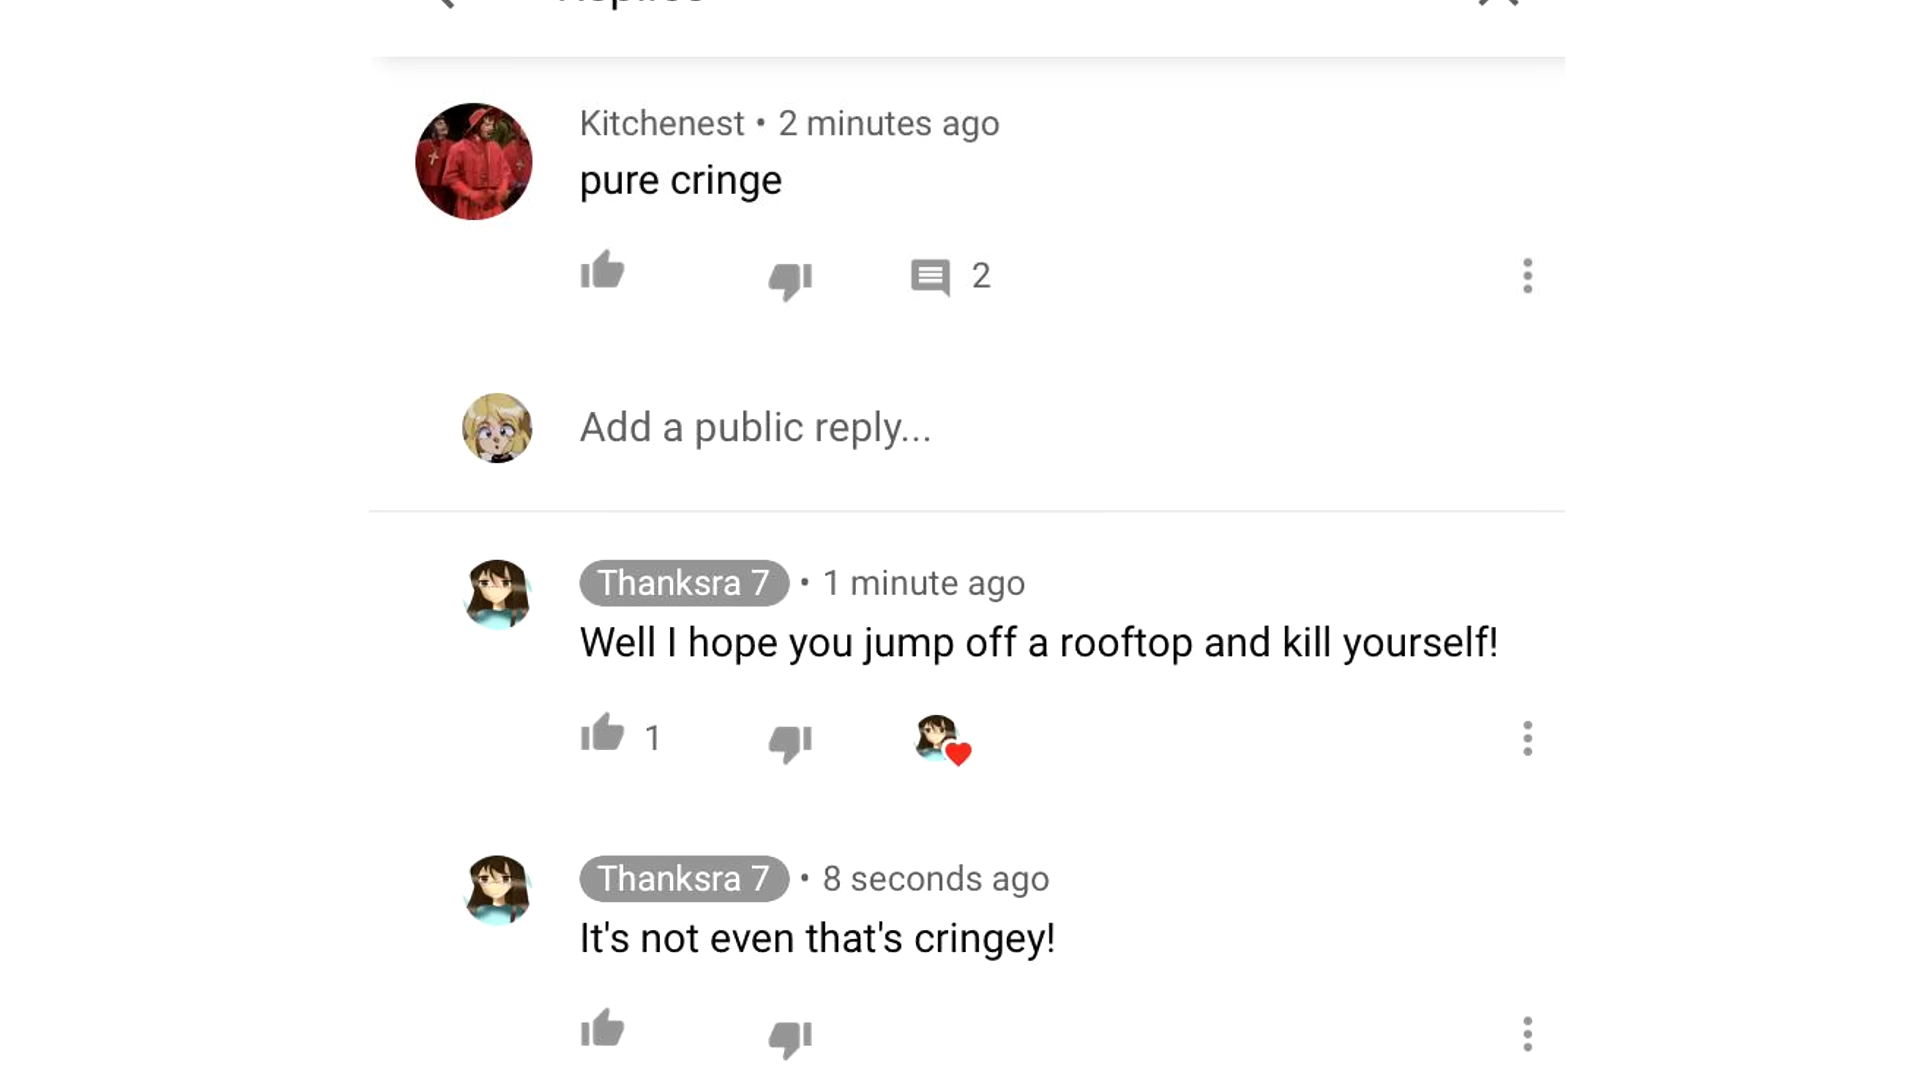 Replies
Kitchenest • 2 minutes ago
pure cringe
2
Add a public reply...
Thanksra 7 • 1 minute ago
Well I hope you jump off a rooftop and kill yourself!
1
Thanksra 7 • 8 seconds ago
It's not even that's cringey!